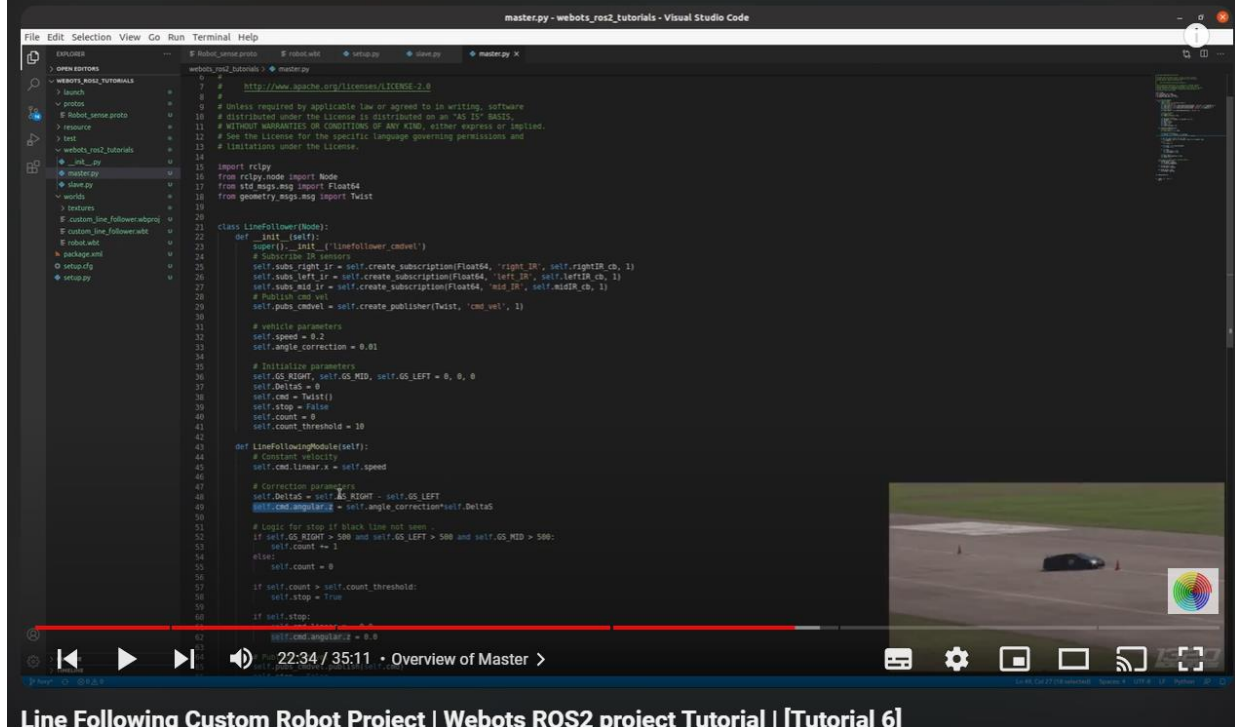 master.py - webots_ros2_tutorials - Visual Studio Code
File Edit Selection View Go Run Terminal Help
EXPLORER
Robot_sense.proto
robot.wbt
setup.py
slave.py
master.py
OPEN EDITORS
WEBOTS_ROS2_TUTORIALS
launch
protos
Robot_sense.proto
resource
test
webots_ros2_tutorials
__init__.py
master.py
slave.py
worlds
textures
.custom_line_follower.wbproj
custom_line_follower.wbt
robot.wbt
package.xml
setup.cfg
setup.py
webots_ros2_tutorials > master.py
6 #
7 # http://www.apache.org/licenses/LICENSE-2.0
8 #
9 # Unless required by applicable law or agreed to in writing, software
10 # distributed under the License is distributed on an "AS IS" BASIS,
11 # WITHOUT WARRANTIES OR CONDITIONS OF ANY KIND, either express or implied.
12 # See the License for the specific language governing permissions and
13 # limitations under the License.
14
15 import rclpy
16 from rclpy.node import Node
17 from std_msgs.msg import Float64
18 from geometry_msgs.msg import Twist
19
20
21 class LineFollower(Node):
22 def __init__(self):
23 super().__init__('linefollower_cmdvel')
24 # Subscribe IR sensors
25 self.subs_right_ir = self.create_subscription(Float64, 'right_IR', self.rightIR_cb, 1)
26 self.subs_left_ir = self.create_subscription(Float64, 'left_IR', self.leftIR_cb, 1)
27 self.subs_mid_ir = self.create_subscription(Float64, 'mid_IR', self.midIR_cb, 1)
28 # Publish cmd vel
29 self.pubs_cmdvel = self.create_publisher(Twist, 'cmd_vel', 1)
30
31 # vehicle parameters
32 self.speed = 0.2
33 self.angle_correction = 0.01
34
35 # Initialize parameters
36 self.GS_RIGHT, self.GS_MID, self.GS_LEFT = 0, 0, 0
37 self.DeltaS = 0
38 self.cmd = Twist()
39 self.stop = False
40 self.count = 0
41 self.count_threshold = 10
42
43 def LineFollowingModule(self):
44 # Constant velocity
45 self.cmd.linear.x = self.speed
46
47 # Correction parameters
48 self.DeltaS = self.GS_RIGHT - self.GS_LEFT
49 self.cmd.angular.z = self.angle_correction*self.DeltaS
50
51 # Logic for stop if black line not seen .
52 if self.GS_RIGHT > 500 and self.GS_LEFT > 500 and self.GS_MID > 500:
53 self.count += 1
54 else:
55 self.count = 0
56
57 if self.count > self.count_threshold:
58 self.stop = True
59
60 if self.stop:
62 self.cmd.angular.z = 0.0
63
22:34 / 35:11 • Overview of Master >
Python
Line Following Custom Robot Project | Webots ROS2 project Tutorial | [Tutorial 6]